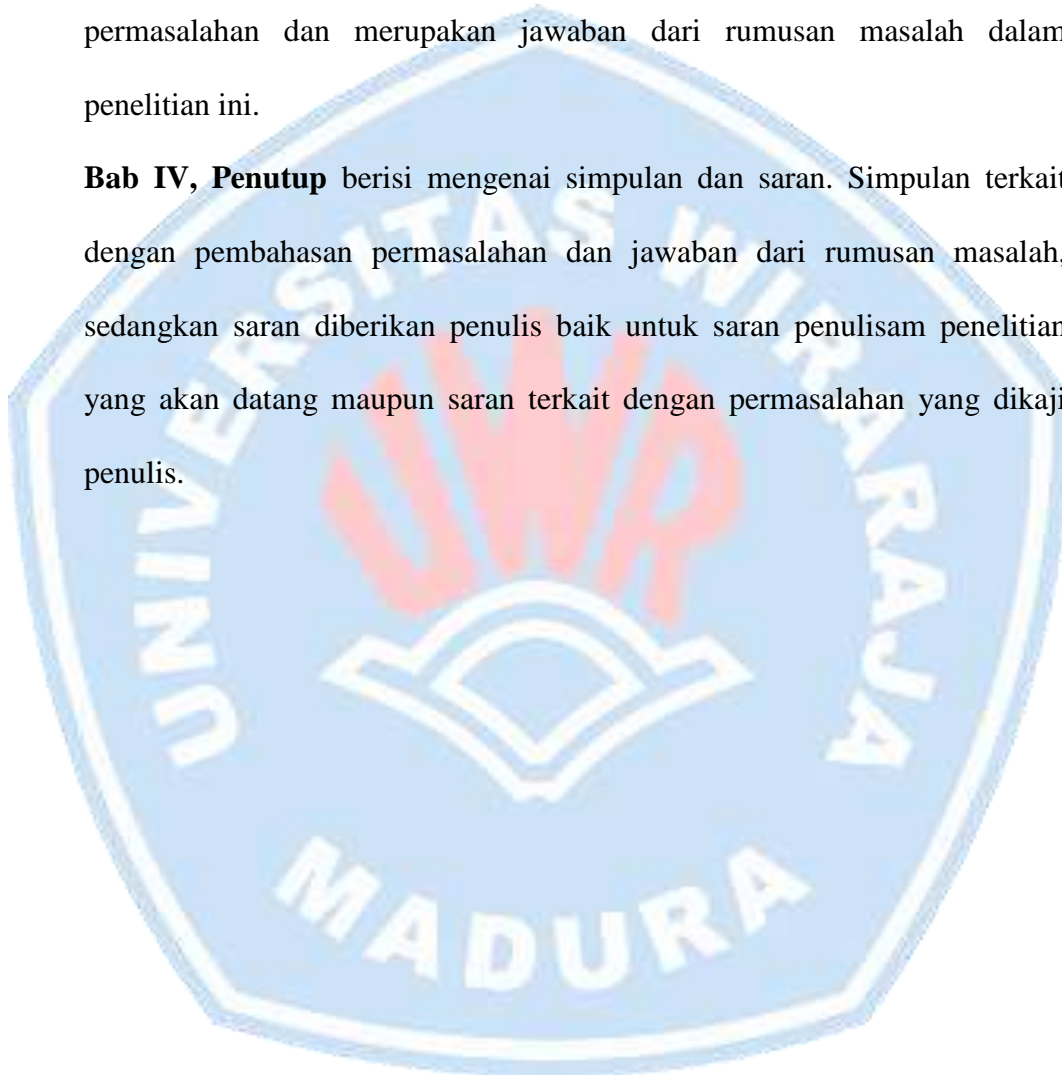 permasalahan dan merupakan jawaban dari rumusan masalah dalam
penelitian ini.
Bab IV, Penutup berisi mengenai simpulan dan saran. Simpulan terkait
dengan pembahasan permasalahan dan jawaban dari rumusan masalah,
sedangkan saran diberikan penulis baik untuk saran penulisam penelitian
yang akan datang maupun saran terkait dengan permasalahan yang dikaji
penulis.
UNIVERSITAS WIRARAJA
UWR
MADURA